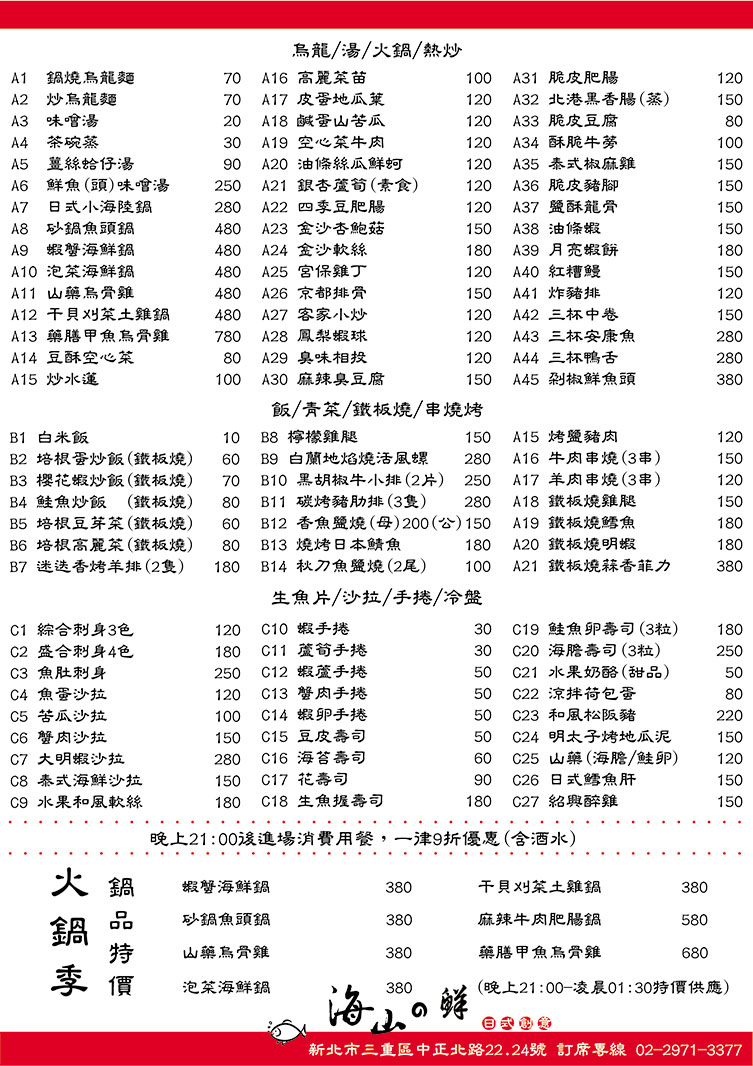 烏龍/湯/火鍋/熱炒
A1 鍋燒烏龍麵 70 A16 高麗菜苗 100 A31 脆皮肥腸 120
A2 炒烏龍麵 70 A17 皮蛋地瓜葉 120 A32 北港黑香腸(蒸) 150
A3 味噌湯 20 A18 鹹蛋山苦瓜 120 A33 脆皮豆腐 80
A4 茶碗蒸 30 A19 空心菜牛肉 120 A34 酥脆牛蒡 100
A5 薑絲蛤仔湯 90 A20 油條絲瓜鮮蚵 120 A35 泰式椒麻雞 150
A6 鮮魚(頭)味噌湯 250 A21 銀杏蘆筍(素食) 120 A36 脆皮豬腳 150
A7 日式小海陸鍋 280 A22 四季豆肥腸 120 A37 鹽酥龍骨 150
A8 砂鍋魚頭鍋 480 A23 金沙杏鮑菇 150 A38 油條蝦 150
A9 蝦蟹海鮮鍋 480 A24 金沙軟絲 180 A39 月亮蝦餅 180
A10 泡菜海鮮鍋 480 A25 宮保雞丁 120 A40 紅糟鰻 150
A11 山藥烏骨雞 480 A26 京都排骨 150 A41 炸豬排 120
A12 干貝刈菜土雞鍋 480 A27 客家小炒 120 A42 三杯中卷 150
A13 藥膳甲魚烏骨雞 780 A28 鳳梨蝦球 120 A43 三杯安康魚 280
A14 豆酥空心菜 80 A29 臭味相投 120 A44 三杯鴨舌 280
A15 炒水蓮 100 A30 麻辣臭豆腐 150 A45 剁椒鮮魚頭 380
飯/青菜/鐵板燒/串燒烤
B1 白米飯 10 B8 檸檬雞腿 150 A15 烤鹽豬肉 120
B2 培根蛋炒飯(鐵板燒) 60 B9 白蘭地焰燒活風螺 280 A16 牛肉串燒(3串) 150
B3 櫻花蝦炒飯(鐵板燒) 70 B10 黑胡椒牛小排(2片) 250 A17 羊肉串燒(3串) 120
B4 鮭魚炒飯 (鐵板燒) 80 B11 碳烤豬肋排(3隻) 280 A18 鐵板燒雞腿 150
B5 培根豆芽菜(鐵板燒) 60 B12 香魚鹽燒(母)200(公)150 A19 鐵板燒鱈魚 180
B6 培根高麗菜(鐵板燒) 80 B13 燒烤日本鯖魚 180 A20 鐵板燒明蝦 180
B7 迷迭香烤羊排(2隻) 180 B14 秋刀魚鹽燒(2尾) 100 A21 鐵板燒蒜香菲力 380
生魚片/沙拉/手捲/冷盤
C1 綜合刺身3色 120 C10 蝦手捲 30 C19 鮭魚卵壽司(3粒) 180
C2 盛合刺身4色 180 C11 蘆筍手捲 30 C20 海膽壽司(3粒) 250
C3 魚肚刺身 250 C12 蝦蘆手捲 50 C21 水果奶酪(甜品) 50
C4 魚蛋沙拉 120 C13 蟹肉手捲 50 C22 涼拌荷包蛋 80
C5 苦瓜沙拉 100 C14 蝦卵手捲 50 C23 和風松阪豬 220
C6 蟹肉沙拉 150 C15 豆皮壽司 50 C24 明太子烤地瓜泥 150
C7 大明蝦沙拉 280 C16 海苔壽司 60 C25 山藥(海膽/鮭卵) 120
C8 泰式海鮮沙拉 150 C17 花壽司 90 C26 日式鱈魚肝 150
C9 水果和風軟絲 180 C18 生魚握壽司 180 C27 紹興醉雞 150
晚上21:00後進場消費用餐，一律9折優惠(含酒水)
火鍋季 鍋品特價
蝦蟹海鮮鍋 380 干貝刈菜土雞鍋 380
砂鍋魚頭鍋 380 麻辣牛肉肥腸鍋 580
山藥烏骨雞 380 藥膳甲魚烏骨雞 680
泡菜海鮮鍋 380 (晚上21:00-凌晨01:30特價供應)
海山の鮮 日式創意
新北市三重區中正北路22.24號 訂席專線 02-2971-3377